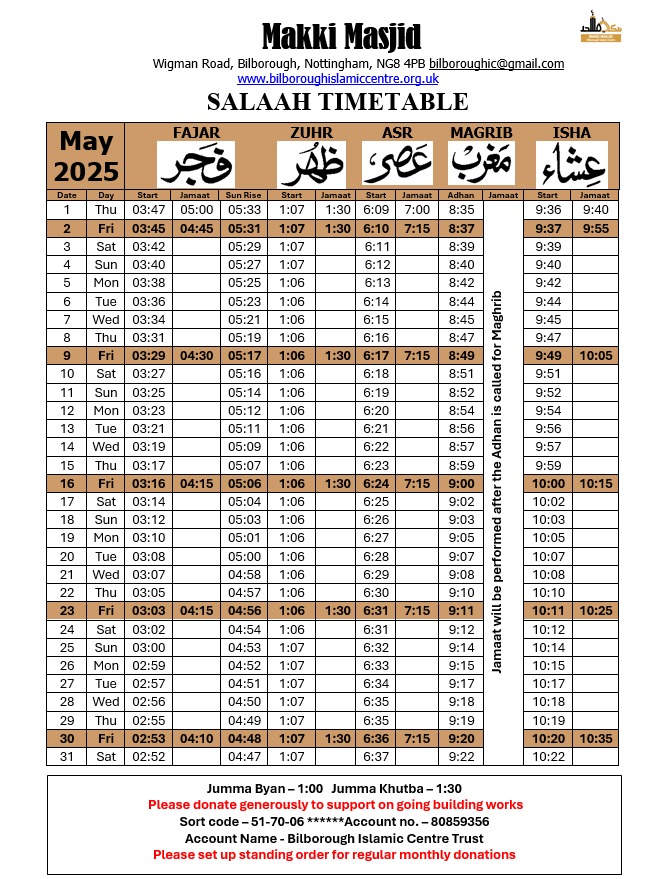 Makki Masjid
Wigman Road, Bilborough, Nottingham, NG8 4PB bilboroughic@gmail.com
www.bilboroughislamiccentre.org.uk
SALAAH TIMETABLE
May 2025 FAJAR ZUHR ASR MAGRIB ISHA
فَجَر ظُهُر عَصَر مَغْرِب عِشَاء
Date Day Start Jamaat Sun Rise Start Jamaat Start Jamaat Adhan Jamaat Start Jamaat
1 Thu 03:47 05:00 05:33 1:07 1:30 6:09 7:00 8:35 9:36 9:40
2 Fri 03:45 04:45 05:31 1:07 1:30 6:10 7:15 8:37 9:37 9:55
3 Sat 03:42 05:29 1:07 6:11 8:39 9:39
4 Sun 03:40 05:27 1:07 6:12 8:40 9:40
5 Mon 03:38 05:25 1:06 6:13 8:42 9:42
6 Tue 03:36 05:23 1:06 6:14 8:44 9:44
7 Wed 03:34 05:21 1:06 6:15 8:45 9:45
8 Thu 03:31 05:19 1:06 6:16 8:47 9:47
9 Fri 03:29 04:30 05:17 1:06 1:30 6:17 7:15 8:49 9:49 10:05
10 Sat 03:27 05:16 1:06 6:18 8:51 9:51
11 Sun 03:25 05:14 1:06 6:19 8:52 9:52
12 Mon 03:23 05:12 1:06 6:20 8:54 9:54
13 Tue 03:21 05:11 1:06 6:21 8:56 9:56
14 Wed 03:19 05:09 1:06 6:22 8:57 9:57
15 Thu 03:17 05:07 1:06 6:23 8:59 9:59
16 Fri 03:16 04:15 05:06 1:06 1:30 6:24 7:15 9:00 10:00 10:15
17 Sat 03:14 05:04 1:06 6:25 9:02 10:02
18 Sun 03:12 05:03 1:06 6:26 9:03 10:03
19 Mon 03:10 05:01 1:06 6:27 9:05 10:05
20 Tue 03:08 05:00 1:06 6:28 9:07 10:07
21 Wed 03:07 04:58 1:06 6:29 9:08 10:08
22 Thu 03:05 04:57 1:06 6:30 9:10 10:10
23 Fri 03:03 04:15 04:56 1:06 1:30 6:31 7:15 9:11 10:11 10:25
24 Sat 03:02 04:54 1:06 6:31 9:12 10:12
25 Sun 03:00 04:53 1:07 6:32 9:14 10:14
26 Mon 02:59 04:52 1:07 6:33 9:15 10:15
27 Tue 02:57 04:51 1:07 6:34 9:17 10:17
28 Wed 02:56 04:50 1:07 6:35 9:18 10:18
29 Thu 02:55 04:49 1:07 6:35 9:19 10:19
30 Fri 02:53 04:10 04:48 1:07 1:30 6:36 7:15 9:20 10:20 10:35
31 Sat 02:52 04:47 1:07 6:37 9:22 10:22
Jamaat will be performed after the Adhan is called for Maghrib
Jumma Byan – 1:00 Jumma Khutba – 1:30
Please donate generously to support on going building works
Sort code – 51-70-06 ******Account no. – 80859356
Account Name - Bilborough Islamic Centre Trust
Please set up standing order for regular monthly donations